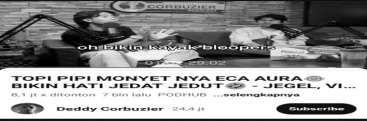 CORBUZIER
oh bikin kayak bloopers
TOPI PIPI MONYET NYA ECA AURA
BIKIN HATI JEDAT JEDUT - JEGEL, VI...
8,1 jt x ditonton 7 bln lalu PODHUB ...selengkapnya
Deddy Corbuzier 24,4 jt Subscribe